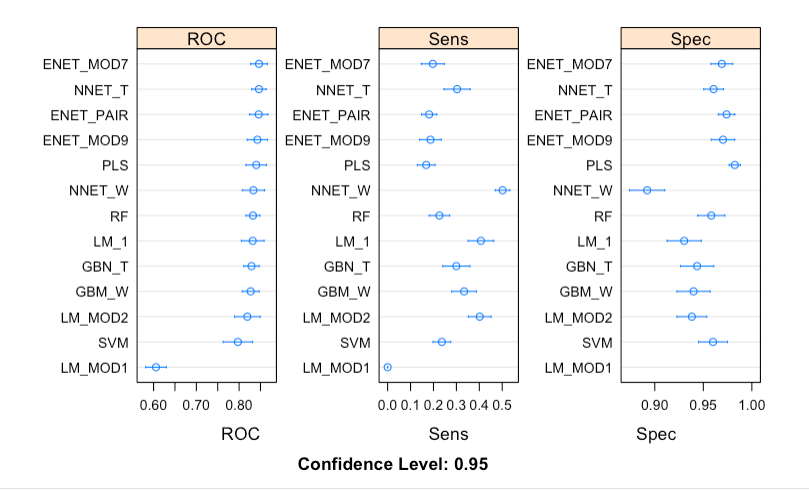 ROC Sens Spec
ENET_MOD7 ENET_MOD7 ENET_MOD7
NNET_T NNET_T NNET_T
ENET_PAIR ENET_PAIR ENET_PAIR
ENET_MOD9 ENET_MOD9 ENET_MOD9
PLS PLS PLS
NNET_W NNET_W NNET_W
RF RF RF
LM_1 LM_1 LM_1
GBN_T GBN_T GBN_T
GBM_W GBM_W GBM_W
LM_MOD2 LM_MOD2 LM_MOD2
SVM SVM SVM
LM_MOD1 LM_MOD1 LM_MOD1
0.60 0.70 0.80 0.0 0.1 0.2 0.3 0.4 0.5 0.90 0.95 1.00
ROC Sens Spec
Confidence Level: 0.95